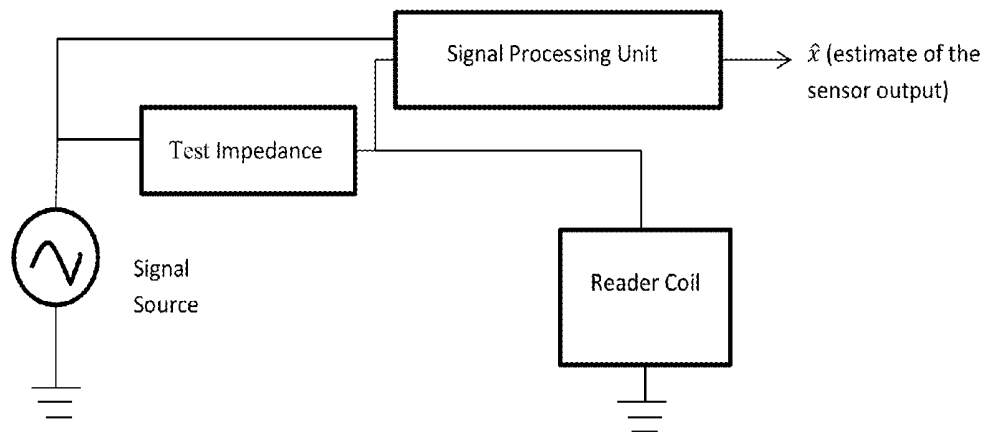 Signal Processing Unit
x̂ (estimate of the
sensor output)
Test Impedance
Signal
Source
Reader Coil